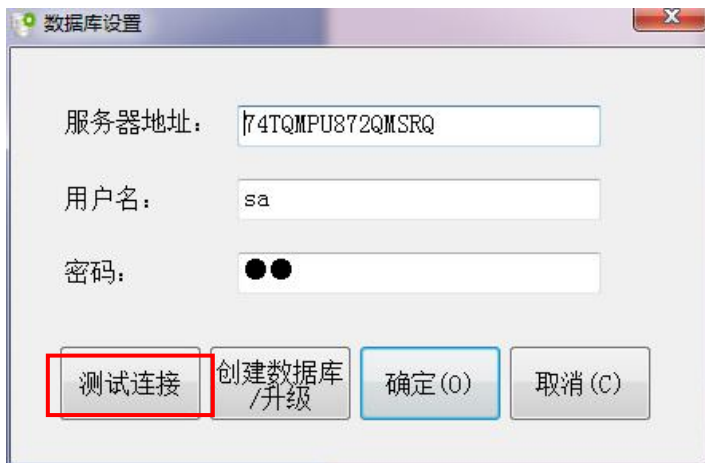 数据库设置
服务器地址：
74TQMPU872QMSRQ
用户名：
sa
密码：
●●
测试连接
创建数据库
/升级
确定(O)
取消(C)